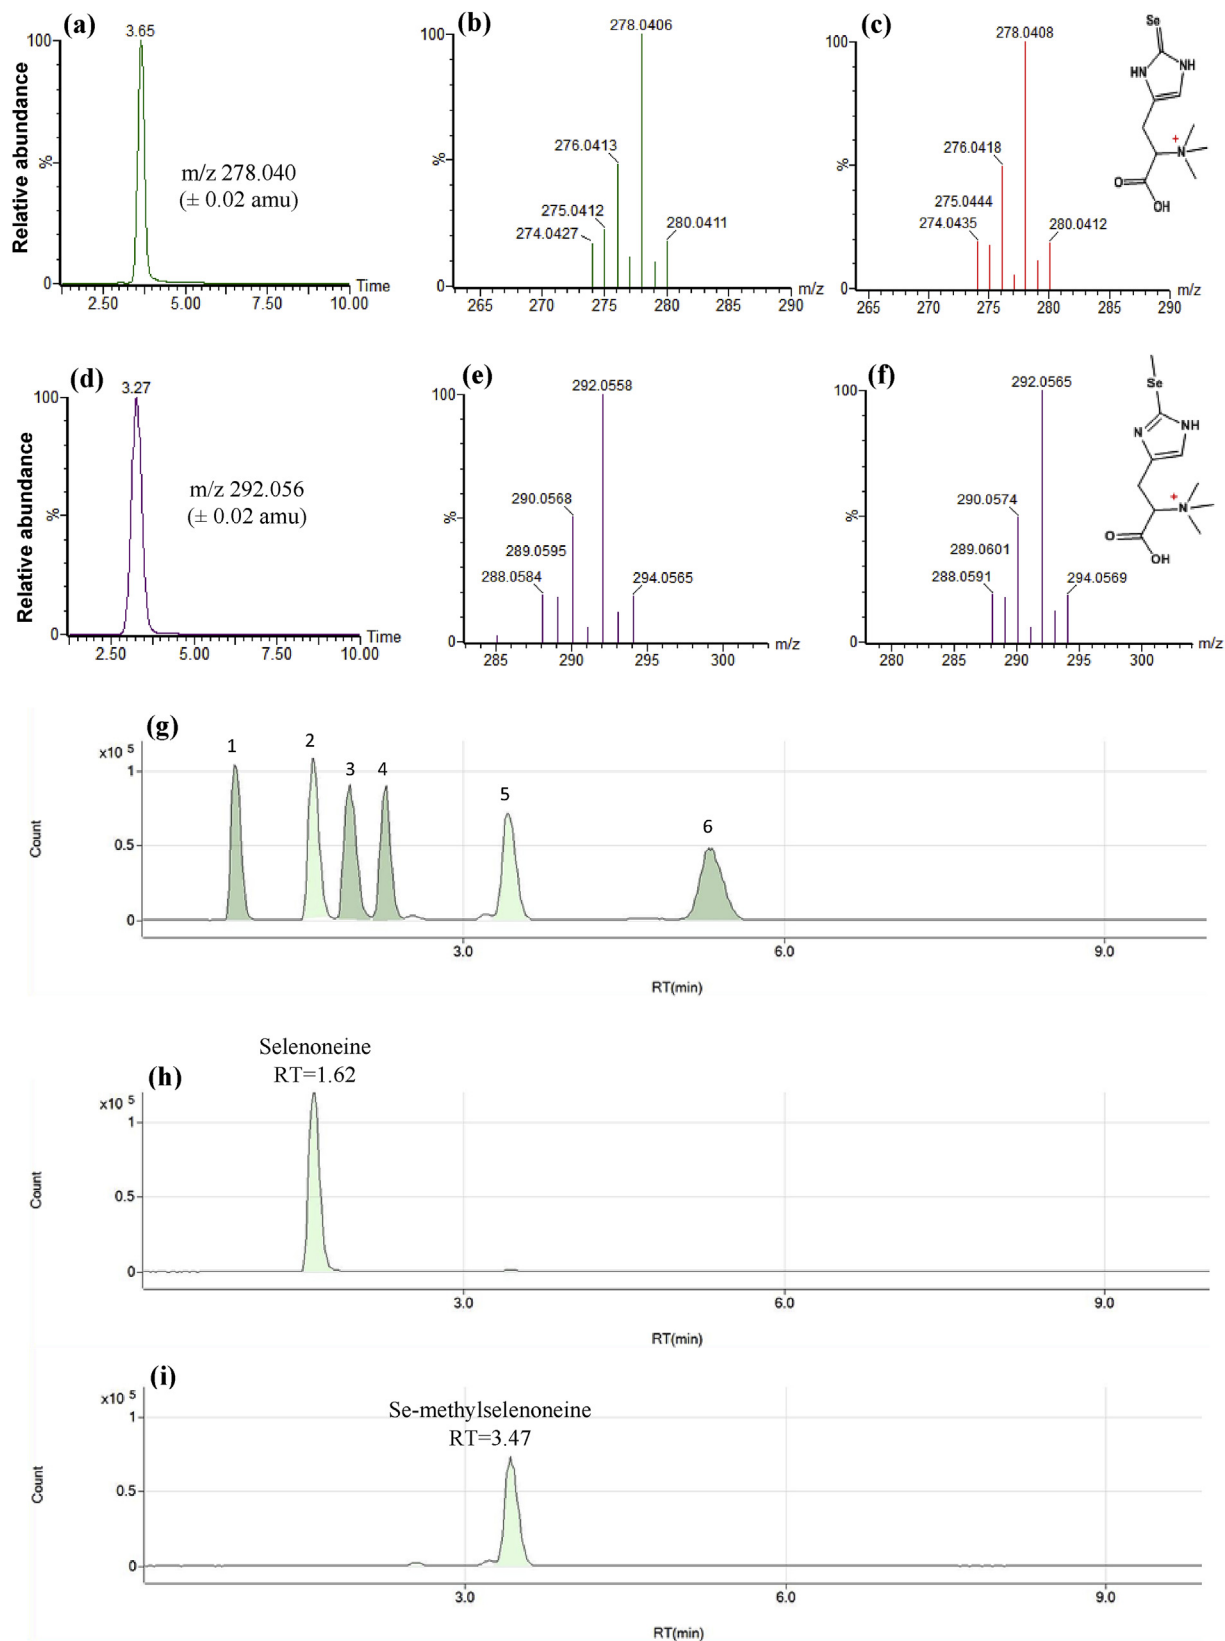 (a)
3.65
100
%
0
Relative abundance
m/z 278.040
(± 0.02 amu)
2.50 5.00 7.50 10.00
Time
(b)
278.0406
100
276.0413
%
275.0412
274.0427
280.0411
0
265 270 275 280 285 290
m/z
(c)
278.0408
100
276.0418
%
275.0444
274.0435
280.0412
0
265 270 275 280 285 290
m/z
Se
HN NH
+
N
O
OH
(d)
3.27
100
%
0
Relative abundance
m/z 292.056
(± 0.02 amu)
2.50 5.00 7.50 10.00
Time
(e)
292.0558
100
290.0568
%
289.0595
288.0584
294.0565
0
285 290 295 300
m/z
(f)
292.0565
100
290.0574
%
289.0601
288.0591
294.0569
0
280 285 290 295 300
m/z
Se
N NH
+
N
O
OH
(g)
x10 5
1
0.5
0
Count
1 2 3 4 5 6
3.0 6.0 9.0
RT(min)
Selenoneine
RT=1.62
(h)
x10 5
1
0.5
0
Count
3.0 6.0 9.0
RT(min)
(i)
x10 5
Se-methylselenoneine
RT=3.47
1
0.5
0
Count
3.0 6.0 9.0
RT(min)